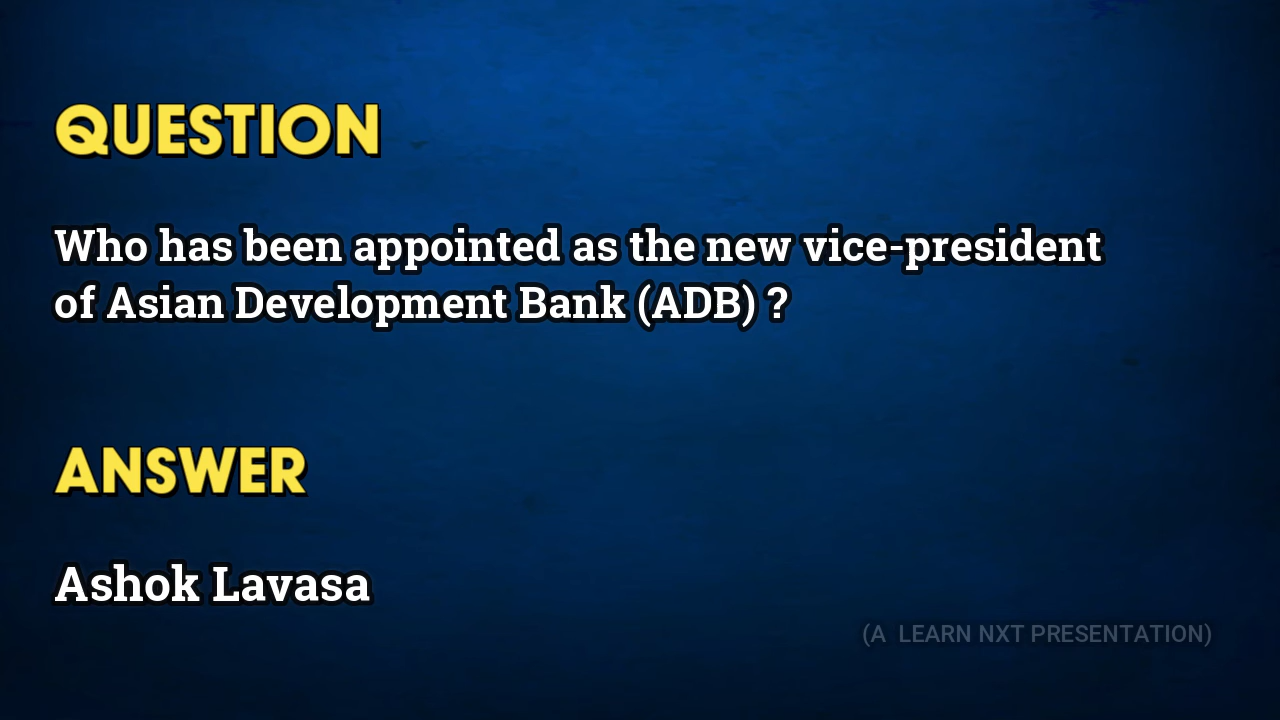 QUESTION
Who has been appointed as the new vice-president
of Asian Development Bank (ADB) ?
ANSWER
Ashok Lavasa
(A  LEARN NXT PRESENTATION)